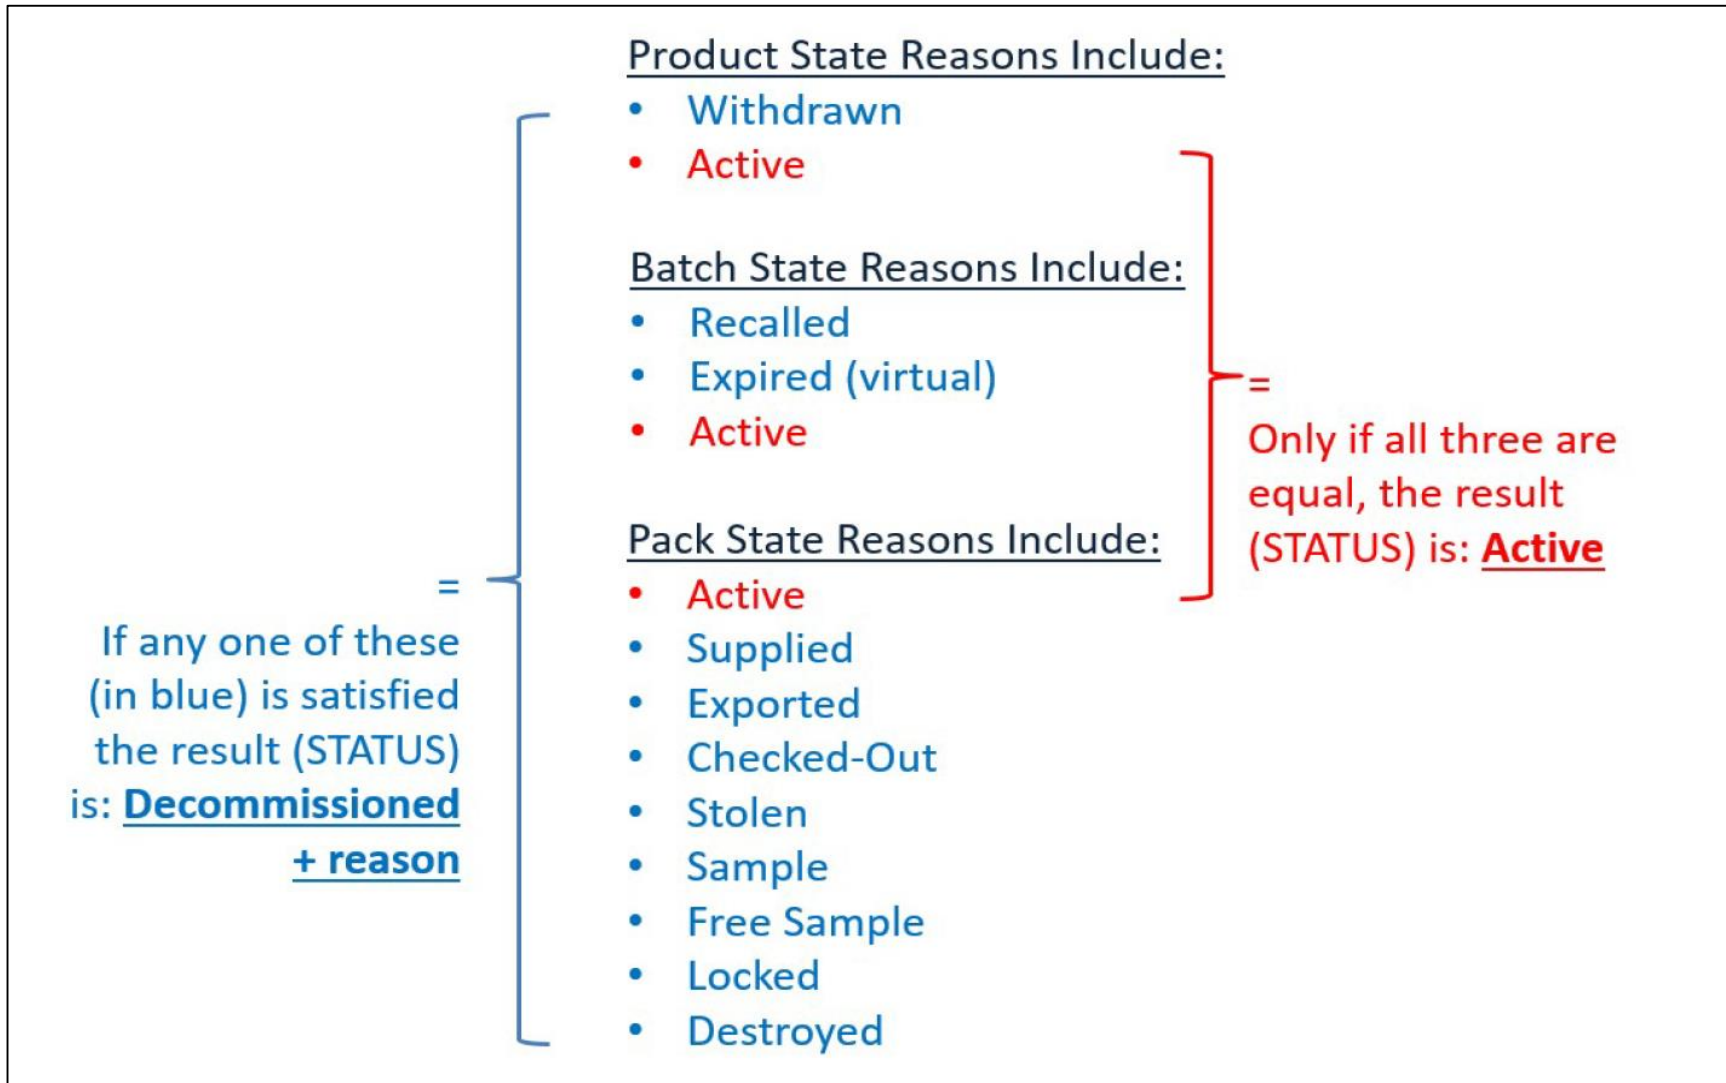 Product State Reasons Include:
• Withdrawn
• Active
Batch State Reasons Include:
• Recalled
• Expired (virtual)
• Active
Pack State Reasons Include:
• Active
• Supplied
• Exported
• Checked-Out
• Stolen
• Sample
• Free Sample
• Locked
• Destroyed
=
If any one of these
(in blue) is satisfied
the result (STATUS)
is: Decommissioned
+ reason
=
Only if all three are
equal, the result
(STATUS) is: Active